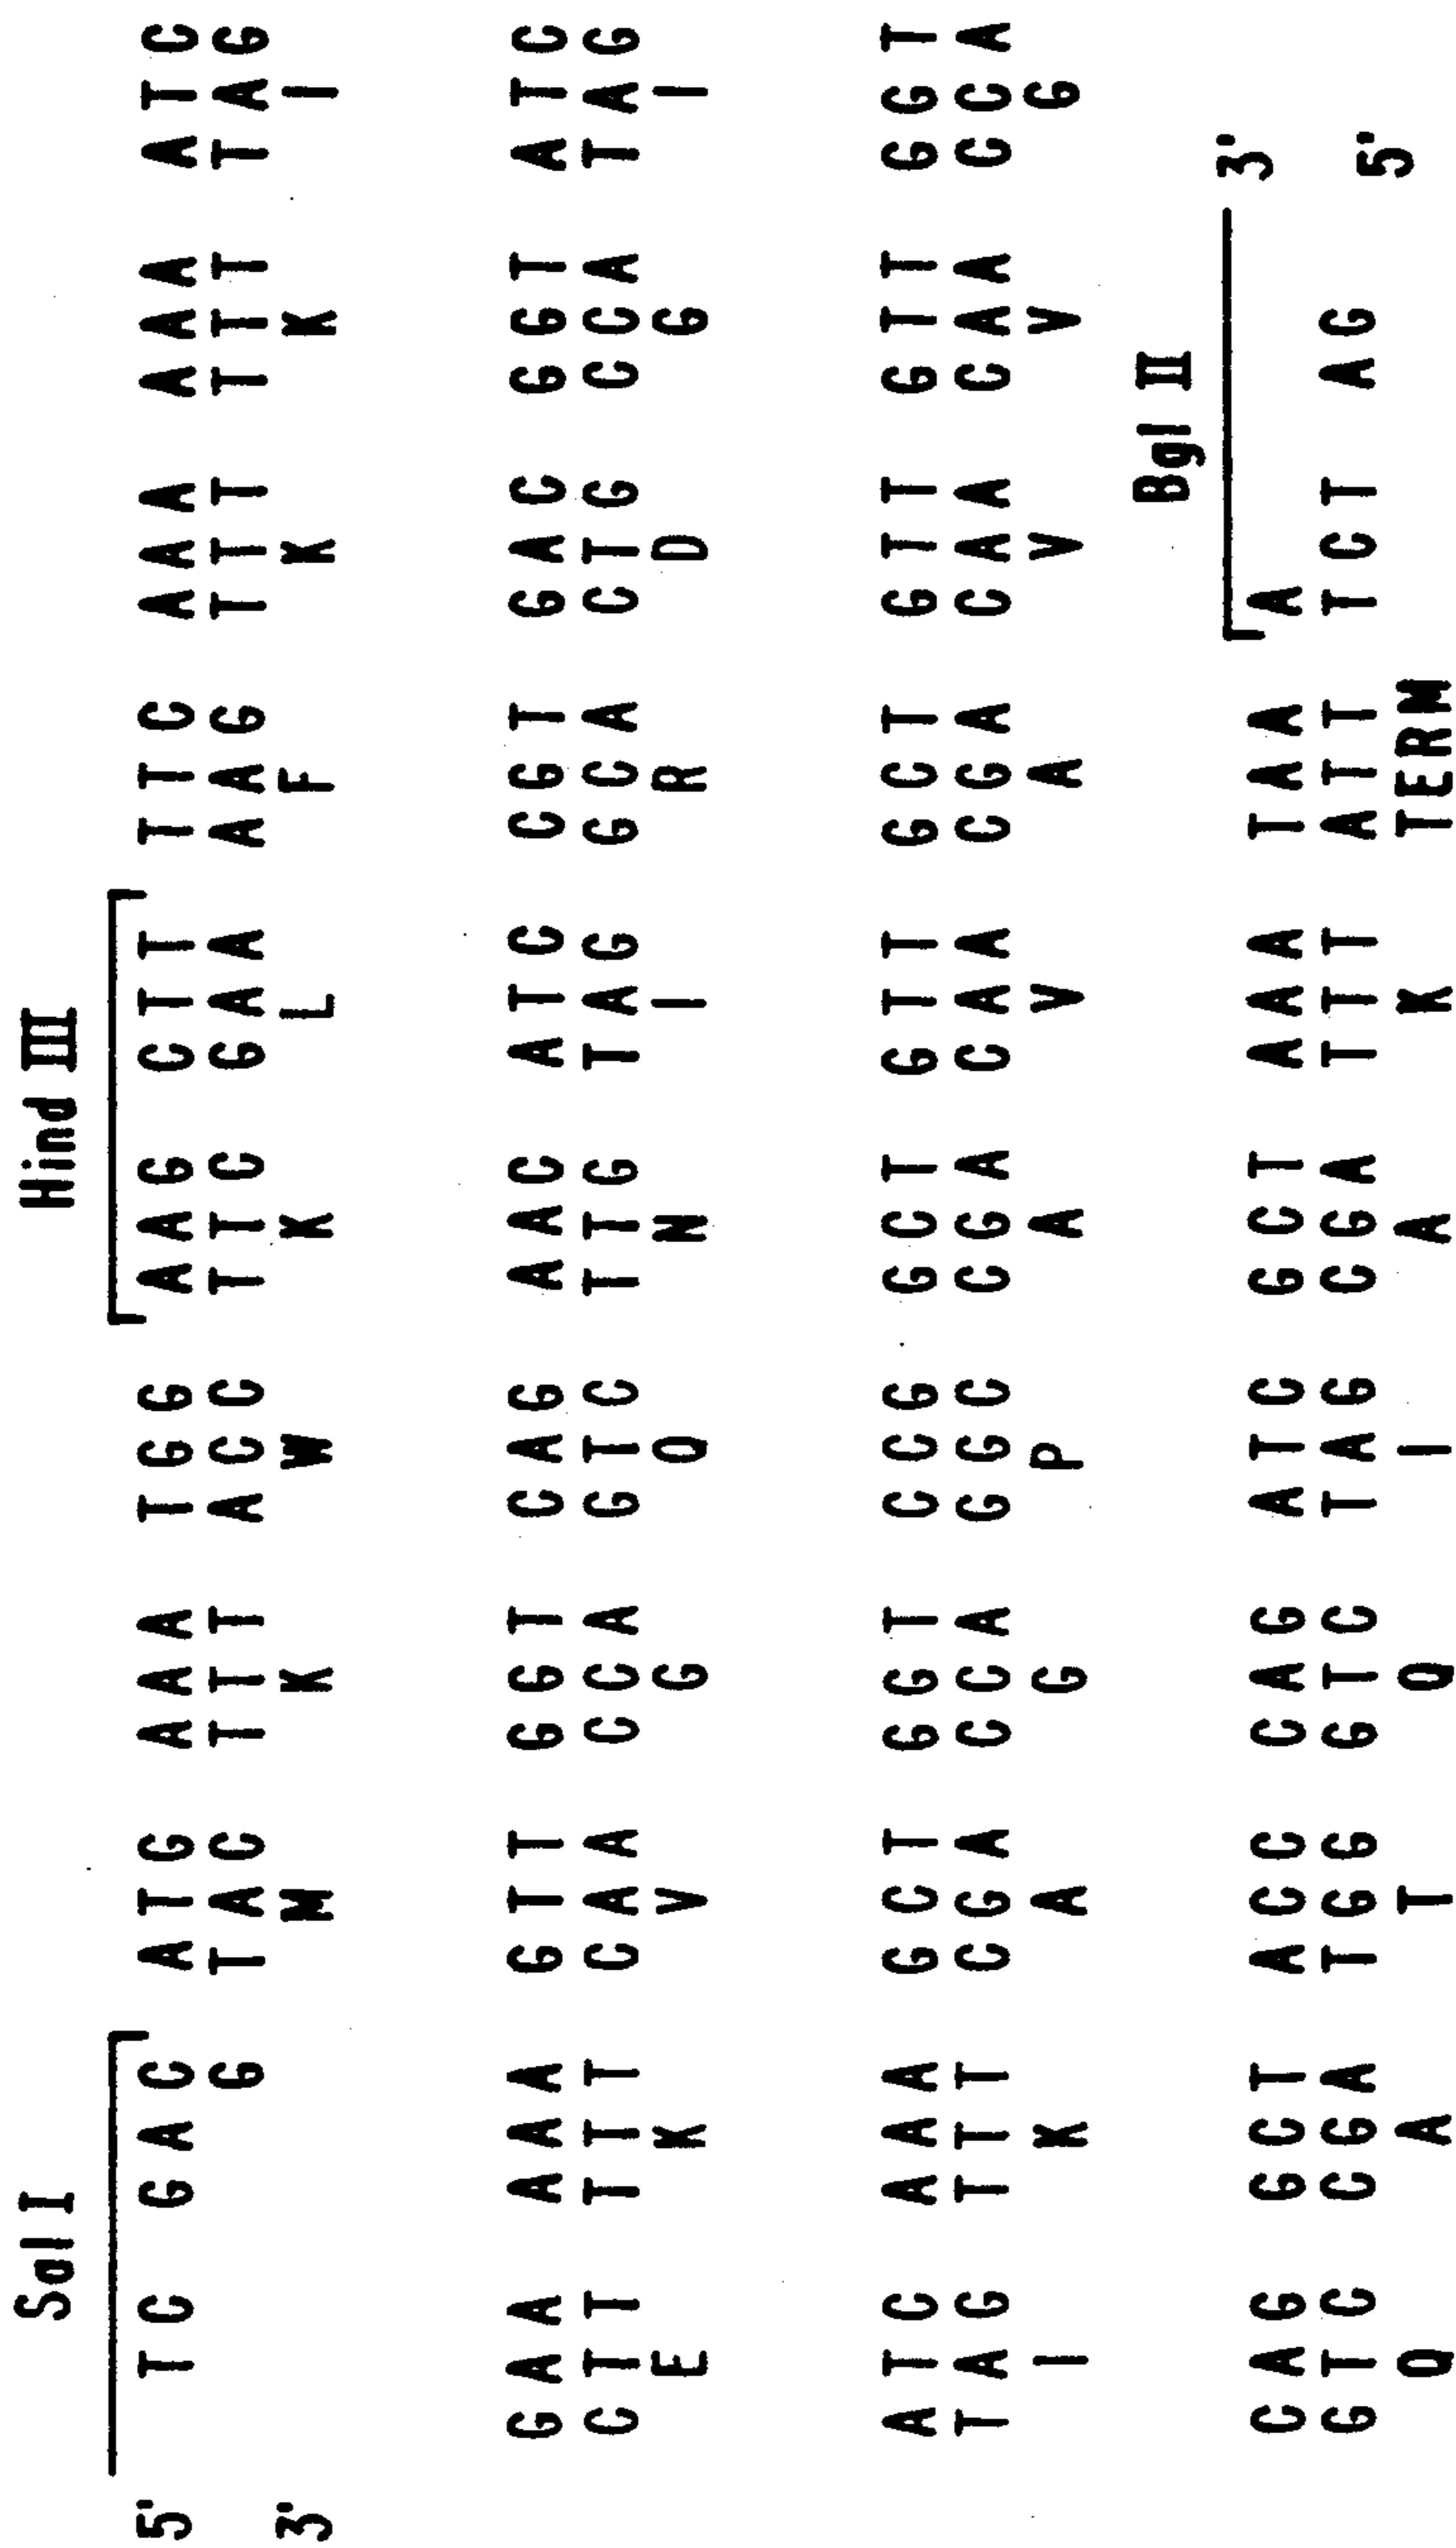 Sal I Hind III
5' TC GAC ATG AAA TGG AAG CTT TTC AAA AAA ATC
G TAC TTT ACC TTC GAA AAG TTT TTT TAG
3' M K W K L F K K I
GAA AAA GTT GGT CAG AAC ATC CGT GAC GGT ATC
CTT TTT CAA CCA GTC TTG TAG GCA CTG CCA TAG
E K V G Q N I R D G I
ATC AAA GCT GGT CCG GCT GTT GCT GTT GTT GGT
TAG TTT CGA CCA GGC CGA CAA CGA CAA CAA CCA
I K A G P A V A V V G
Bgl II
CAG GCT ACC CAG ATC GCT AAA TAA A 3'
GTC CGA TGG GTC TAG CGA TTT ATT TCT AG 5'
Q A T Q I A K TERM